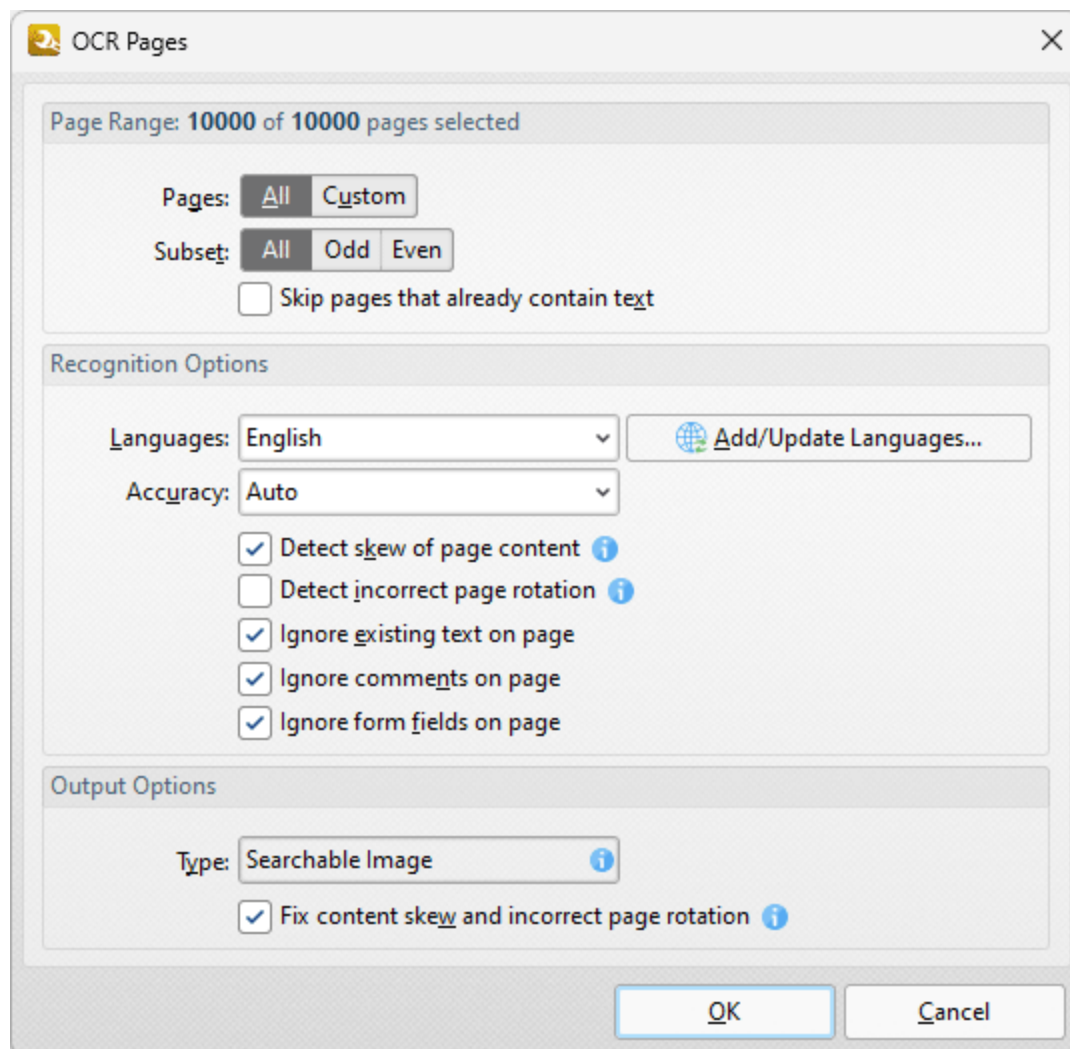 OCR Pages
Page Range: 10000 of 10000 pages selected
Pages: All Custom
Subset: All Odd Even
Skip pages that already contain text
Recognition Options
Languages: English Add/Update Languages...
Accuracy: Auto
Detect skew of page content
Detect incorrect page rotation
Ignore existing text on page
Ignore comments on page
Ignore form fields on page
Output Options
Type: Searchable Image
Fix content skew and incorrect page rotation
OK Cancel